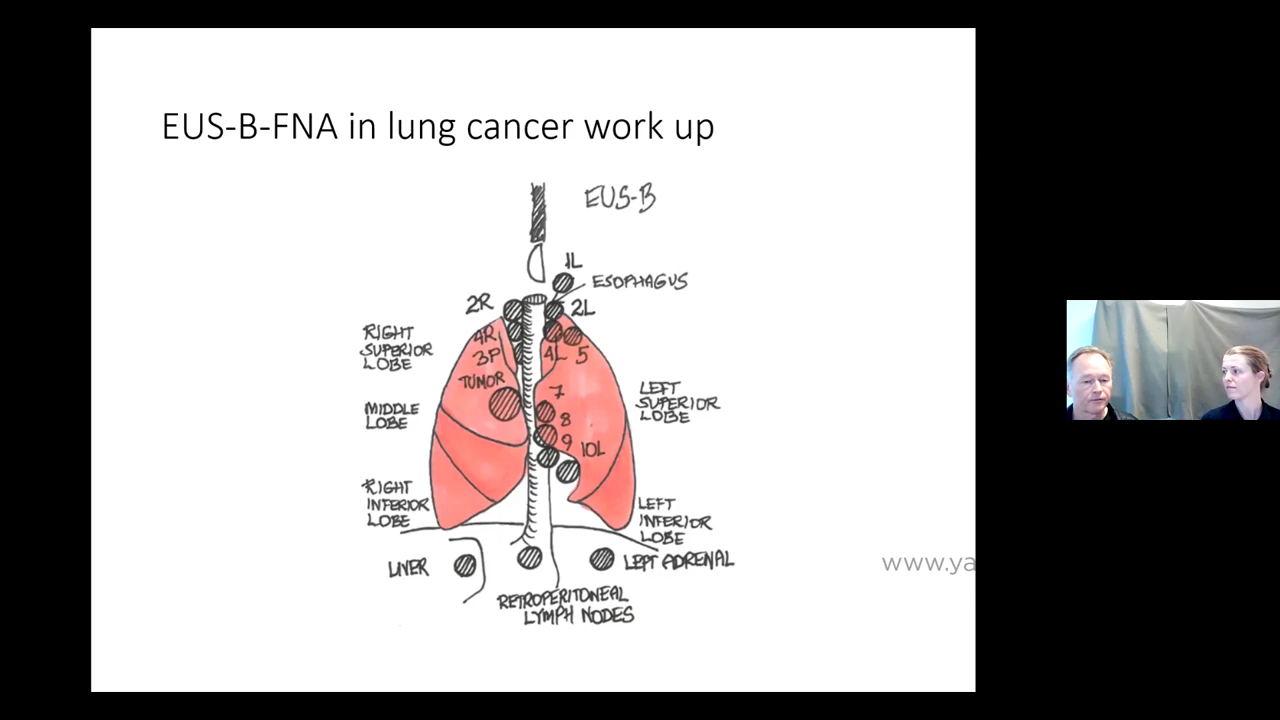 EUS-B-FNA in lung cancer work up
EUS-B
1L
ESOPHAGUS
2R
2L
RIGHT
SUPERIOR
LOBE
4R
3P
4L
5
TUMOR
7
MIDDLE
LOBE
8
LEFT
SUPERIOR
LOBE
9
10L
RIGHT
INFERIOR
LOBE
LEFT
INFERIOR
LOBE
LIVER
LEFT ADRENAL
RETROPERITONEAL
LYMPH NODES
www.ya